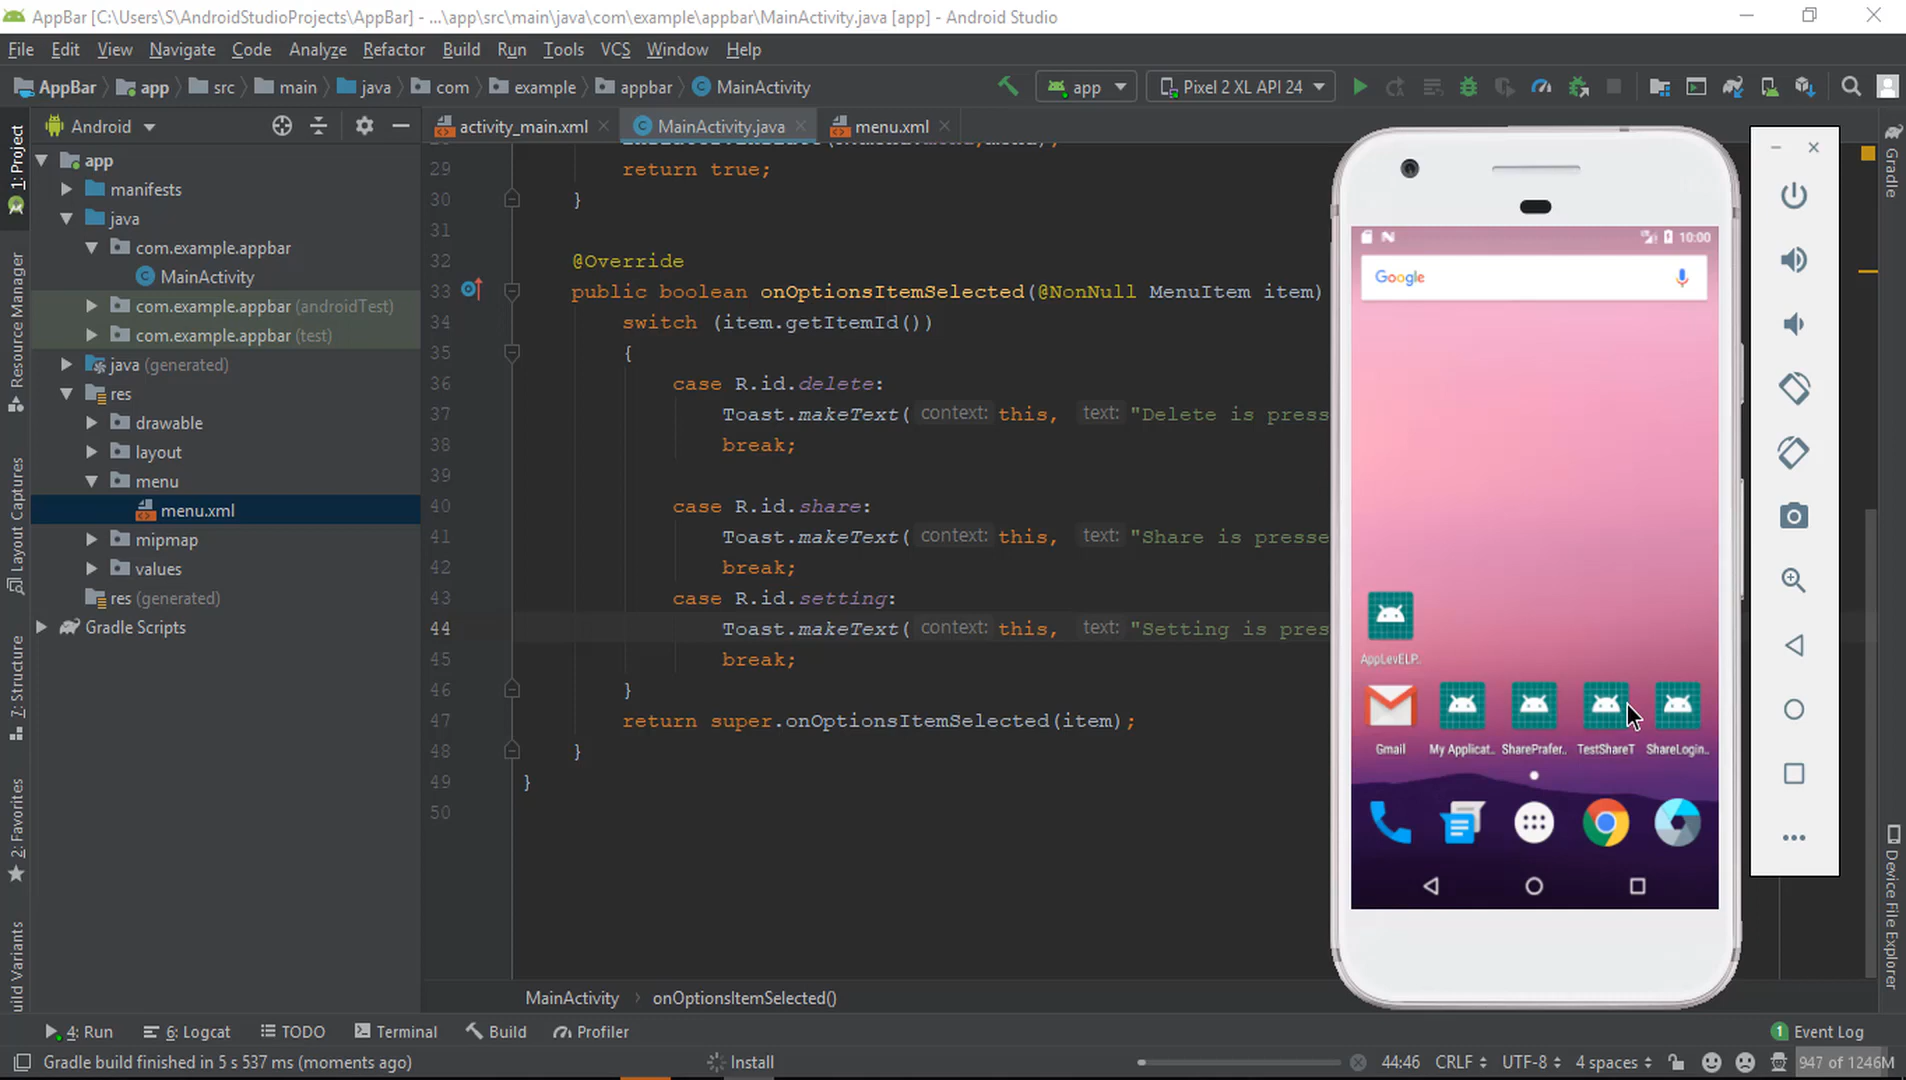 AppBar [C:\Users\S\AndroidStudioProjects\AppBar] - ...\app\src\main\java\com\example\appbar\MainActivity.java [app] - Android Studio
File Edit View Navigate Code Analyze Refactor Build Run Tools VCS Window Help
AppBar app src main java com example appbar MainActivity app Pixel 2 XL API 24
Android activity_main.xml MainActivity.java menu.xml
1: Project
Resource Manager
Layout Captures
7: Structure
2: Favorites
uild Variants
app
manifests
java
com.example.appbar
MainActivity
com.example.appbar (androidTest)
com.example.appbar (test)
java (generated)
res
drawable
layout
menu
menu.xml
mipmap
values
res (generated)
Gradle Scripts
29 return true;
30 }
31
32 @Override
33 public boolean onOptionsItemSelected(@NonNull MenuItem item)
34 switch (item.getItemId())
35 {
36 case R.id.delete:
37 Toast.makeText( context: this, text: "Delete is press
38 break;
39
40 case R.id.share:
41 Toast.makeText( context: this, text: "Share is presse
42 break;
43 case R.id.setting:
44 Toast.makeText( context: this, text: "Setting is pres
45 break;
46 }
47 return super.onOptionsItemSelected(item);
48 }
49 }
50
10:00
Google
AppLevELP..
Gmail My Applicat.. SharePrefer.. TestShareT ShareLogin..
Gradle
Device File Explorer
MainActivity onOptionsItemSelected()
4: Run 6: Logcat TODO Terminal Build Profiler 1 Event Log
Gradle build finished in 5 s 537 ms (moments ago) Install 44:46 CRLF UTF-8 4 spaces 947 of 1246M